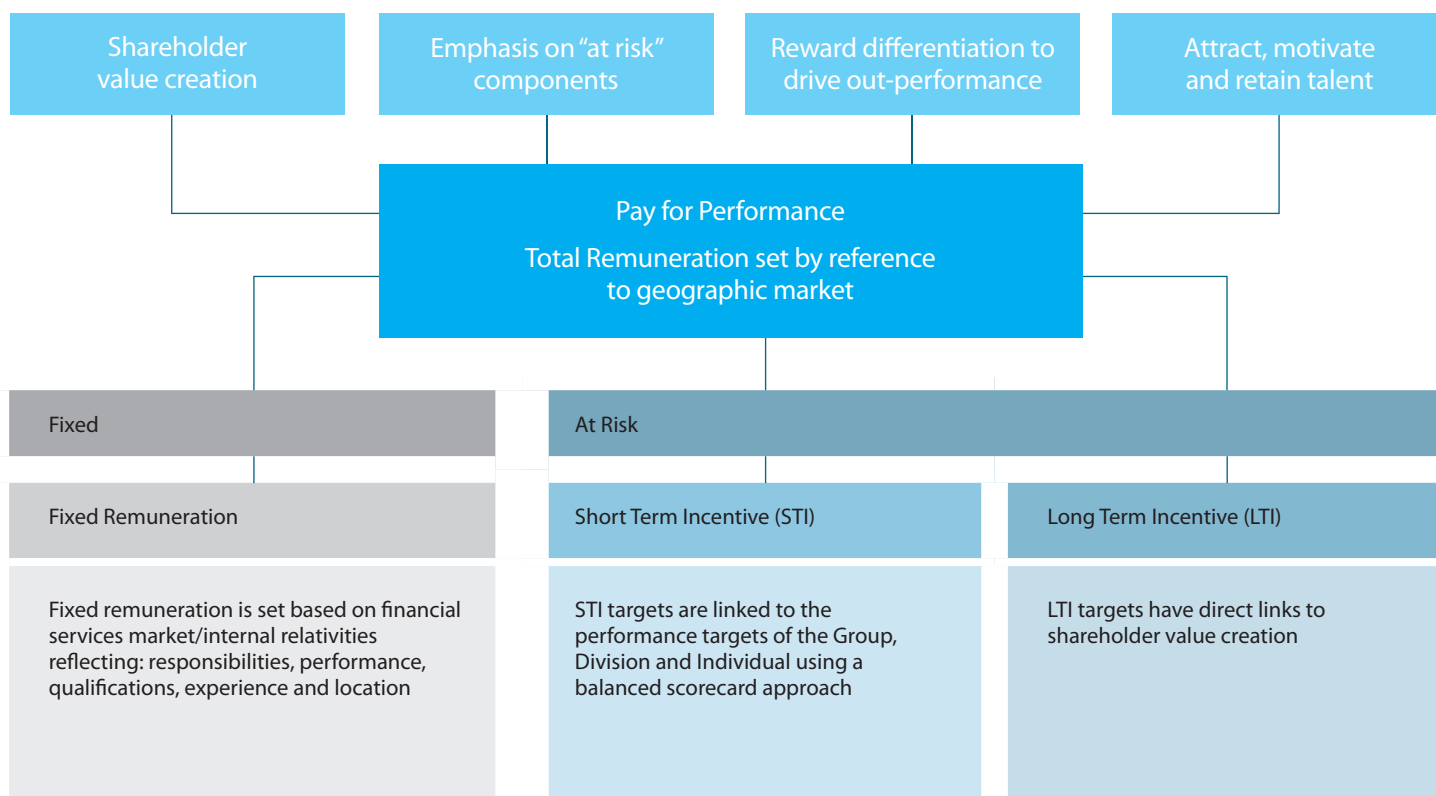 Shareholder
value creation
Emphasis on “at risk”
components
Reward differentiation to
drive out-performance
Attract, motivate
and retain talent
Pay for Performance
Total Remuneration set by reference
to geographic market
Fixed
At Risk
Fixed Remuneration
Short Term Incentive (STI)
Long Term Incentive (LTI)
Fixed remuneration is set based on financial
services market/internal relativities
reflecting: responsibilities, performance,
qualifications, experience and location
STI targets are linked to the
performance targets of the Group,
Division and Individual using a
balanced scorecard approach
LTI targets have direct links to
shareholder value creation